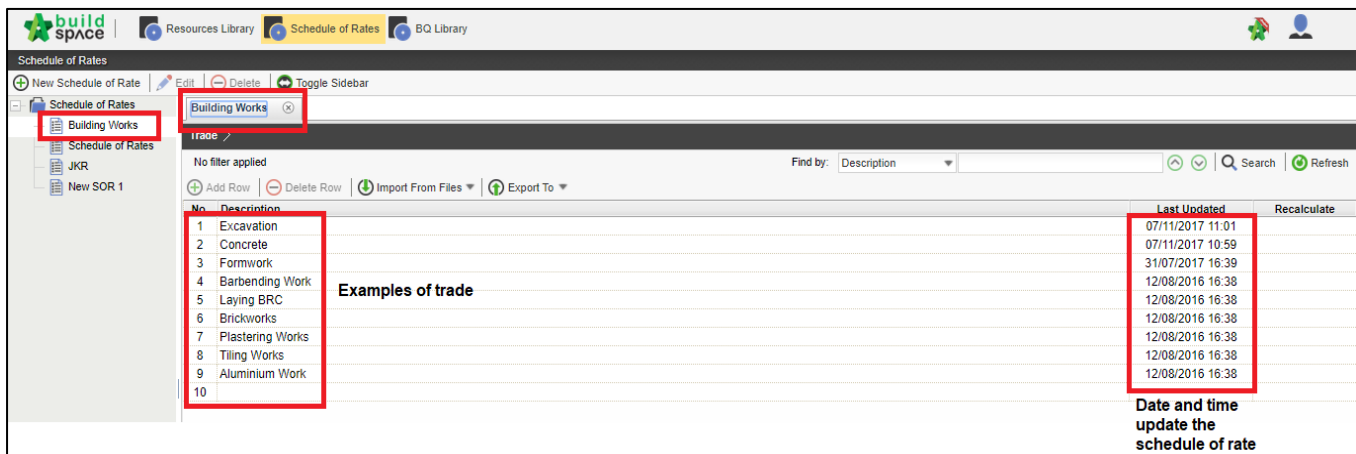 build space
Resources Library Schedule of Rates BQ Library
Schedule of Rates
New Schedule of Rate Edit Delete Toggle Sidebar
Schedule of Rates
Building Works
Schedule of Rates
JKR
New SOR 1
Building Works
Trade >
No filter applied Find by: Description Search Refresh
Add Row Delete Row Import From Files Export To
No Description Last Updated Recalculate
1 Excavation 07/11/2017 11:01
2 Concrete 07/11/2017 10:59
3 Formwork 31/07/2017 16:39
4 Barbending Work 12/08/2016 16:38
5 Laying BRC 12/08/2016 16:38
6 Brickworks 12/08/2016 16:38
7 Plastering Works 12/08/2016 16:38
8 Tiling Works 12/08/2016 16:38
9 Aluminium Work 12/08/2016 16:38
10
Examples of trade
Date and time
update the
schedule of rate